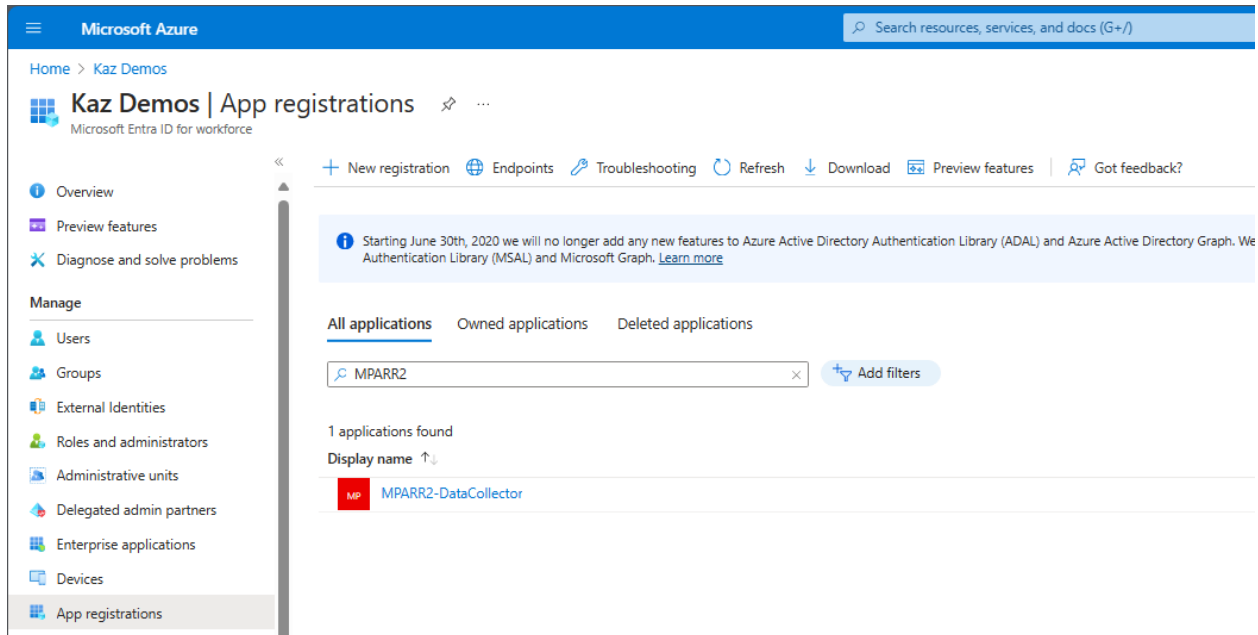 Microsoft Azure
Search resources, services, and docs (G+/)
Home > Kaz Demos
Kaz Demos | App registrations
Microsoft Entra ID for workforce
New registration Endpoints Troubleshooting Refresh Download Preview features Got feedback?
Overview
Preview features
Diagnose and solve problems
Manage
Users
Groups
External Identities
Roles and administrators
Administrative units
Delegated admin partners
Enterprise applications
Devices
App registrations
Starting June 30th, 2020 we will no longer add any new features to Azure Active Directory Authentication Library (ADAL) and Azure Active Directory Graph. We
Authentication Library (MSAL) and Microsoft Graph. Learn more
All applications Owned applications Deleted applications
MPARR2
Add filters
1 applications found
Display name
MP MPARR2-DataCollector